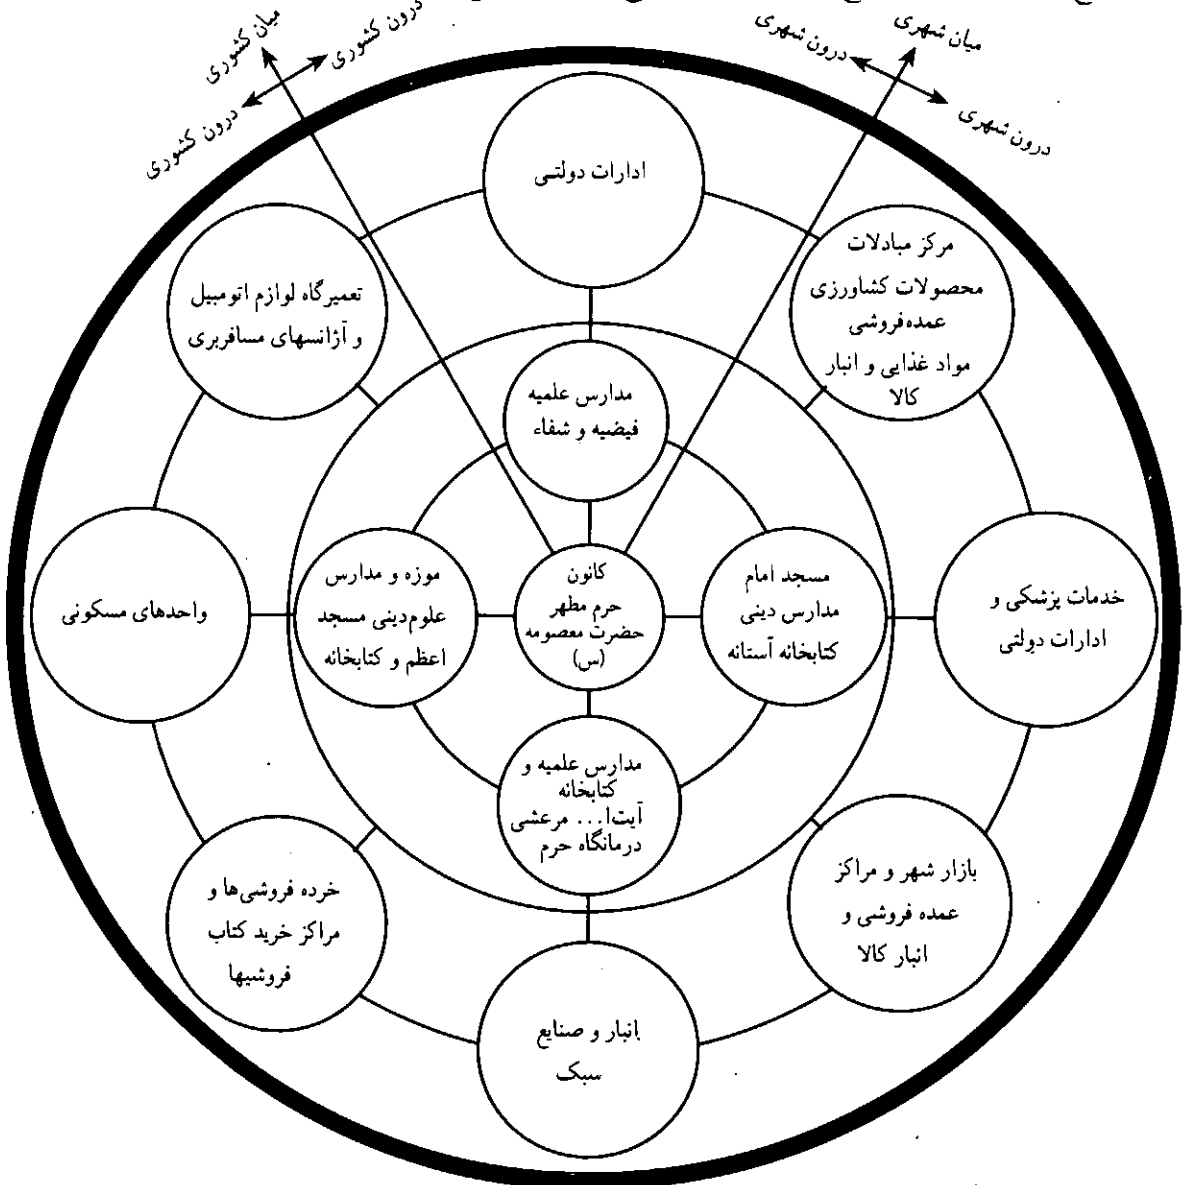 میان شهری
درون شهری
درون شهری
میان کشوری
درون کشوری
درون کشوری
ادارات دولتی
مرکز مبادلات
محصولات کشاورزی
عمده‌فروشی
مواد غذایی و انبار
کالا
تعمیرگاه لوازم اتومبیل
و آژانسهای مسافربری
مدارس علمیه
فیضیه و شفاء
خدمات پزشکی و
ادارات دولتی
مسجد امام
مدارس دینی
کتابخانه آستانه
کانون
حرم مطهر
حضرت معصومه
(س)
موزه و مدارس
علوم‌دینی مسجد
اعظم و کتابخانه
واحدهای مسکونی
مدارس علمیه و
کتابخانه
آیت‌ا... مرعشی
درمانگاه حرم
بازار شهر و مراکز
عمده فروشی و
انبار کالا
خرده فروشی‌ها و
مراکز خرید کتاب
فروشیها
انبار و صنایع
سبک